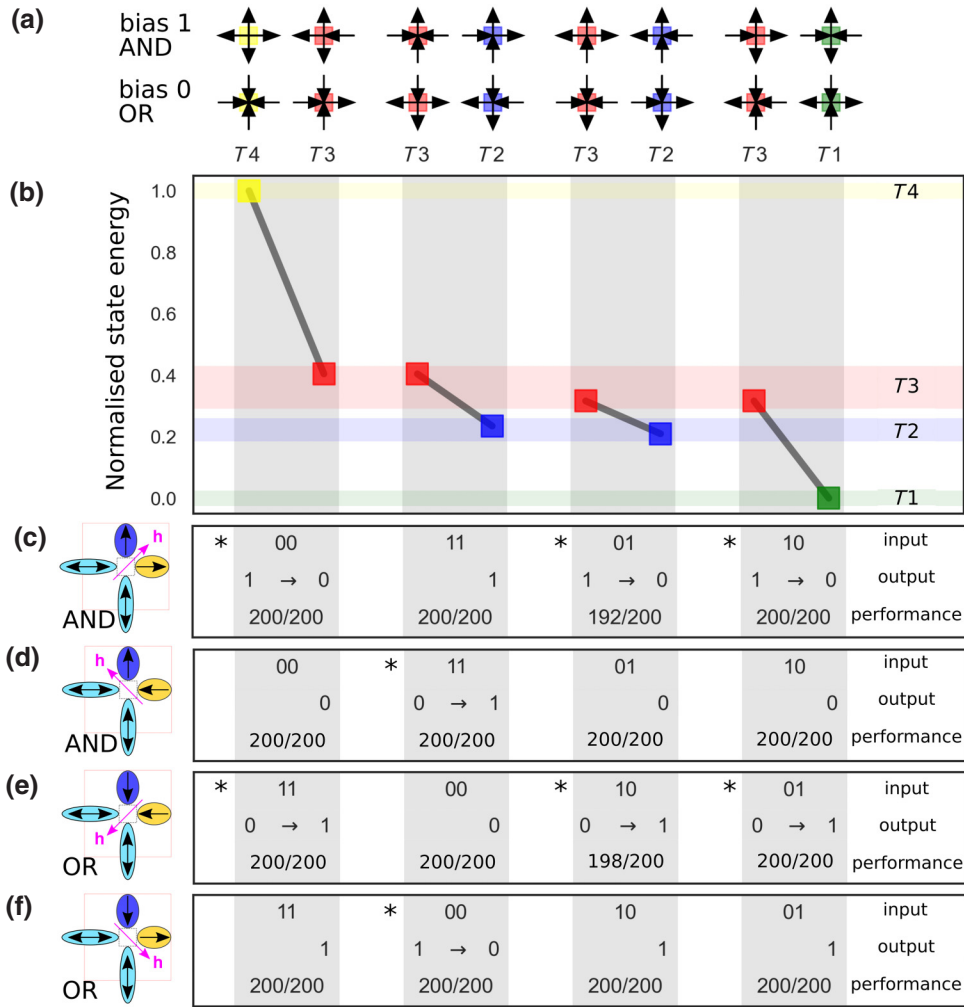 (a) bias 1
AND
bias 0
OR
T4 T3 T3 T2 T3 T2 T3 T1
(b) Normalised state energy
1.0 T4
0.8
0.6
0.4 T3
0.2 T2
0.0 T1
(c) h AND
* 00 11 * 01 * 10 input
1 → 0 1 1 → 0 1 → 0 output
200/200 200/200 192/200 200/200 performance
(d) h AND
00 * 11 01 10 input
0 0 → 1 0 0 output
200/200 200/200 200/200 200/200 performance
(e) h OR
* 11 00 * 10 * 01 input
0 → 1 0 0 → 1 0 → 1 output
200/200 200/200 198/200 200/200 performance
(f) h OR
11 * 00 10 01 input
1 1 → 0 1 1 output
200/200 200/200 200/200 200/200 performance